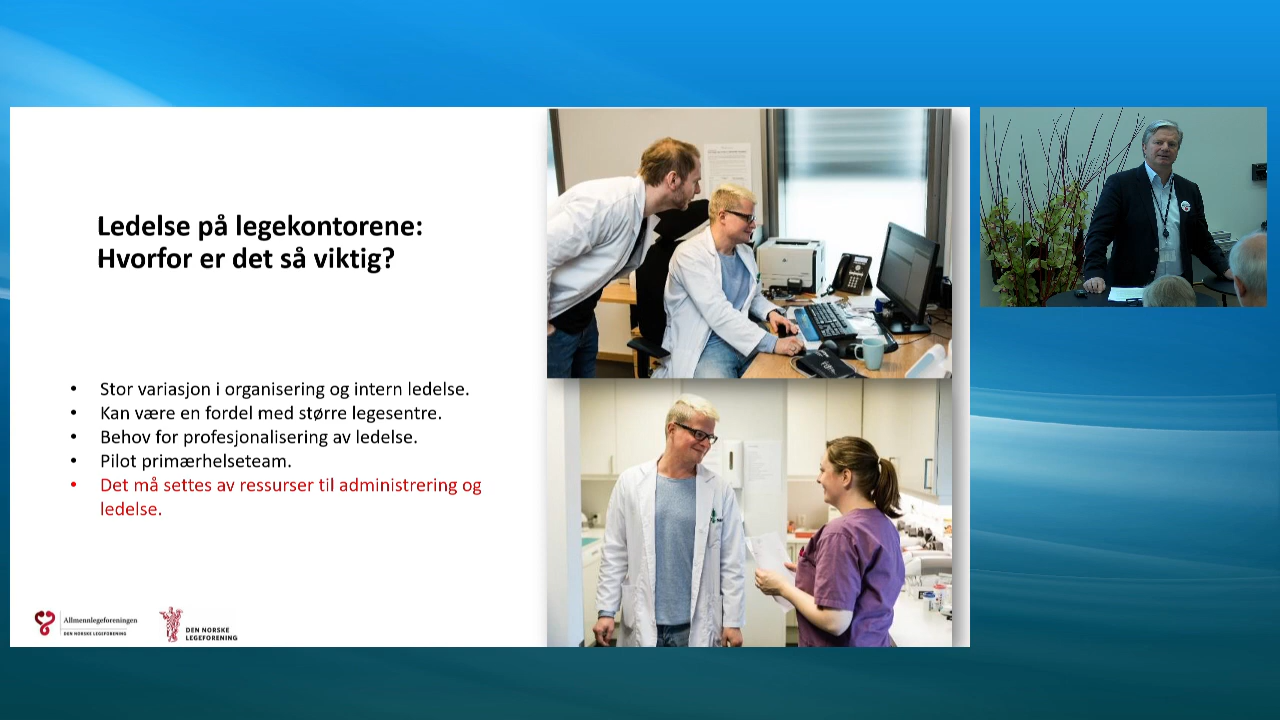 Ledelse på legekontorene:
Hvorfor er det så viktig?
• Stor variasjon i organisering og intern ledelse.
• Kan være en fordel med større legesentre.
• Behov for profesjonalisering av ledelse.
• Pilot primærhelseteam.
• Det må settes av ressurser til administrering og
ledelse.
Allmennlegeforeningen
DEN NORSKE LEGEFORENING
DEN NORSKE
LEGEFORENING